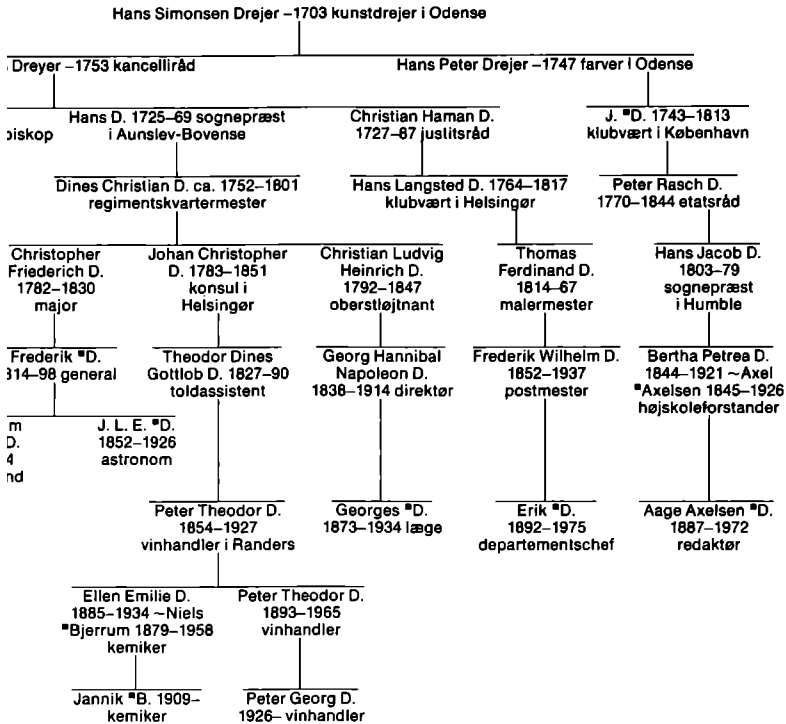 Hans Simonsen Drejer –1703 kunstdrejer i Odense
Dreyer –1753 kancelliråd
Hans Peter Drejer –1747 farver i Odense
Hans D. 1725–69 sognepræst
i Aunslev-Bovense
Christian Haman D.
1727–87 justitsråd
J. ■D. 1743–1813
klubvært i København
Dines Christian D. ca. 1752–1801
regimentskvartermester
Hans Langsted D. 1764–1817
klubvært i Helsingør
Peter Rasch D.
1770–1844 etatsråd
Christopher
Friederich D.
1782–1830
major
Johan Christopher
D. 1783–1851
konsul i
Helsingør
Christian Ludvig
Heinrich D.
1792–1847
oberstløjtnant
Thomas
Ferdinand D.
1814–67
malermester
Hans Jacob D.
1803–79
sognepræst
i Humble
Frederik ■D.
general
Theodor Dines
Gottlob D. 1827–90
toldassistent
Georg Hannibal
Napoleon D.
1838–1914 direktør
Frederik Wilhelm D.
1852–1937
postmester
Bertha Petrea D.
1844–1921 ~Axel
■Axelsen 1845–1926
højskoleforstander
D.
J. L. E. ■D.
1852–1926
astronom
Peter Theodor D.
1854–1927
vinhandler i Randers
Georges ■D.
1873–1934 læge
Erik ■D.
1892–1975
departementschef
Aage Axelsen ■D.
1887–1972
redaktør
Ellen Emilie D.
1885–1934 ~Niels
■Bjerrum 1879–1958
kemiker
Peter Theodor D.
1893–1965
vinhandler
Jannik ■B. 1909–
kemiker
Peter Georg D.
1926– vinhandler